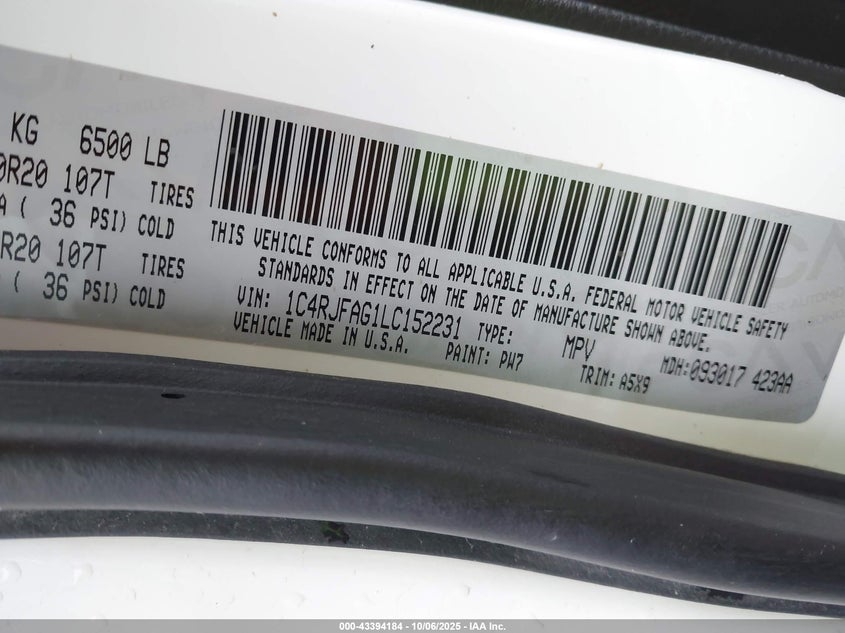 KG 6500 LB
0R20 107T TIRES
A ( 36 PSI) COLD
R20 107T TIRES
( 36 PSI) COLD
THIS VEHICLE CONFORMS TO ALL APPLICABLE U.S.A. FEDERAL MOTOR VEHICLE SAFETY
STANDARDS IN EFFECT ON THE DATE OF MANUFACTURE SHOWN ABOVE.
VIN: 1C4RJFAG1LC152231 TYPE: MPV MDH:093017 423AA
VEHICLE MADE IN U.S.A. PAINT: PW7 TRIM: A5X9
000-43394184 - 10/06/2025 - IAA Inc.